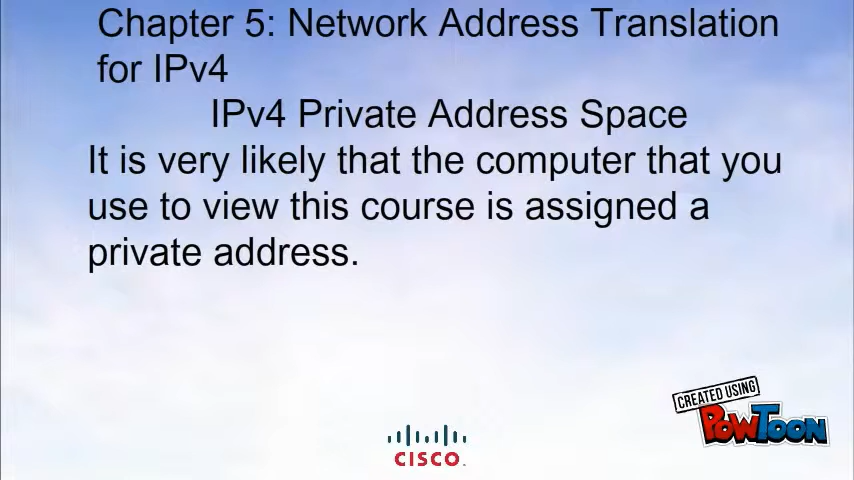 Chapter 5: Network Address Translation
for IPv4
IPv4 Private Address Space
It is very likely that the computer that you
use to view this course is assigned a
private address.
CREATED USING
POWTOON
CISCO.